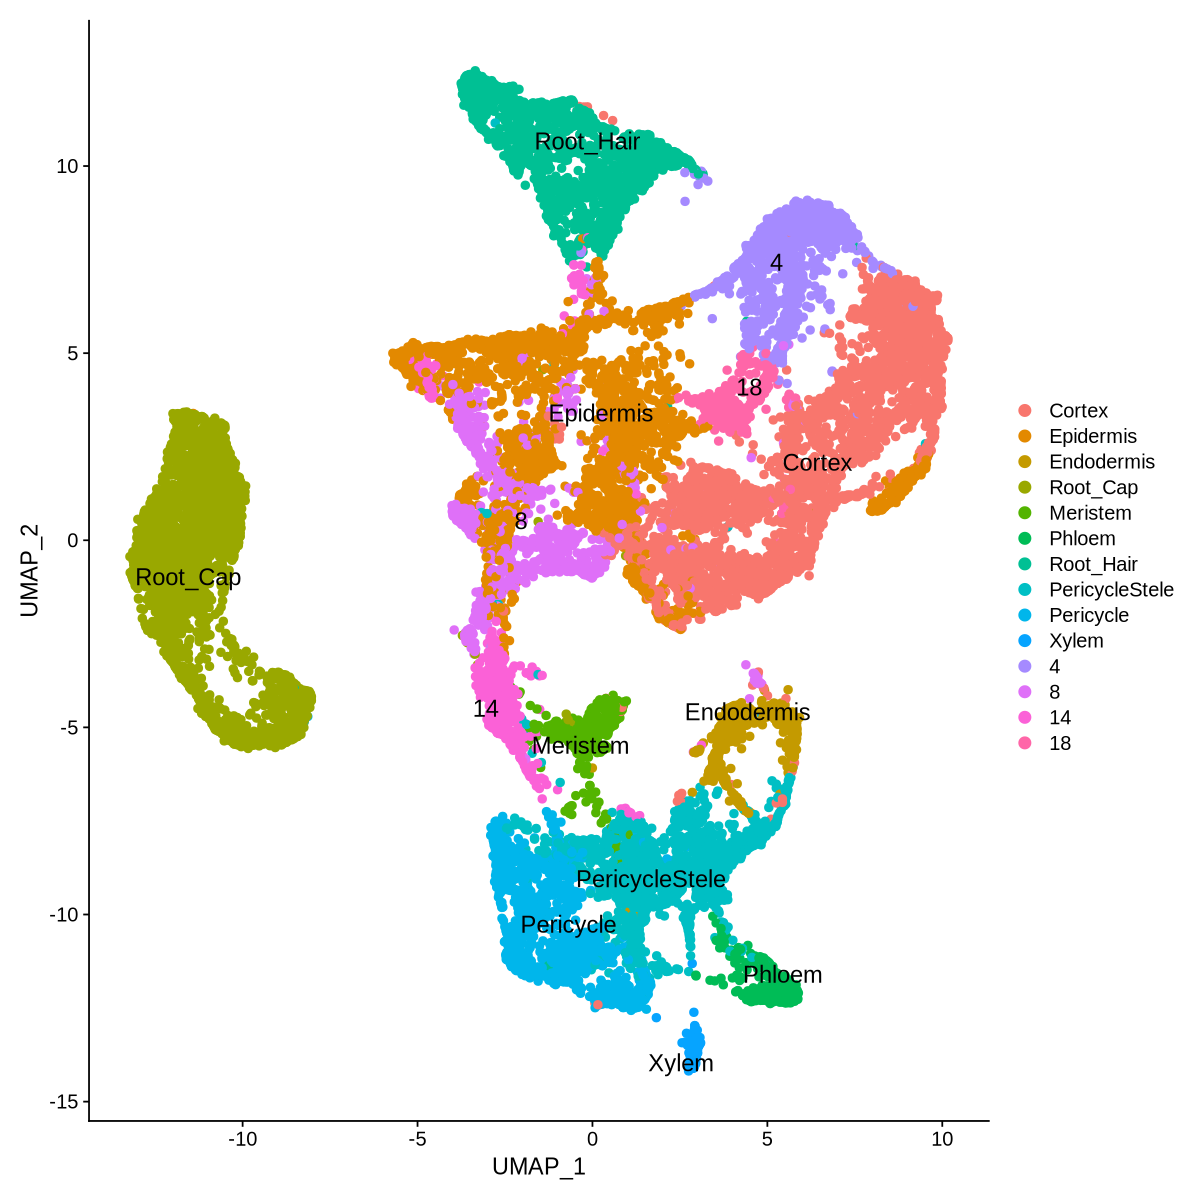 Root_Hair
4
18
Epidermis
Cortex
8
Root_Cap
14
Endodermis
Meristem
PericycleStele
Pericycle
Phloem
Xylem
10
5
0
-5
-10
-15
UMAP_2
-10
-5
0
5
10
UMAP_1
Cortex
Epidermis
Endodermis
Root_Cap
Meristem
Phloem
Root_Hair
PericycleStele
Pericycle
Xylem
4
8
14
18